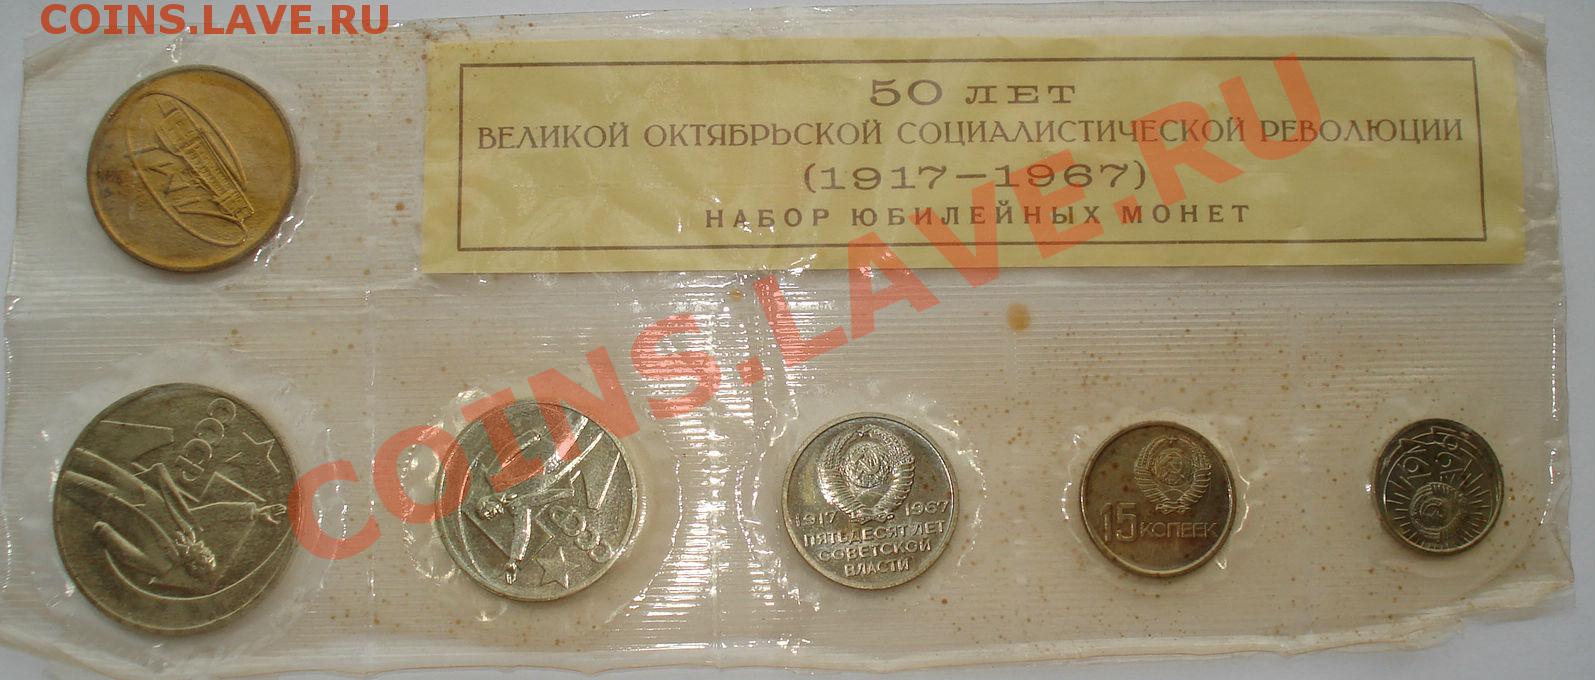 COINS.LAVE.RU
50 ЛЕТ
ВЕЛИКОЙ ОКТЯБРЬСКОЙ СОЦИАЛИСТИЧЕСКОЙ РЕВОЛЮЦИИ
(1917–1967)
НАБОР ЮБИЛЕЙНЫХ МОНЕТ
COINS.LAVE.RU
ЛМД
СССР
СССР
1917 1967
ПЯТЬДЕСЯТ ЛЕТ
СОВЕТСКОЙ
ВЛАСТИ
15 КОПЕЕК